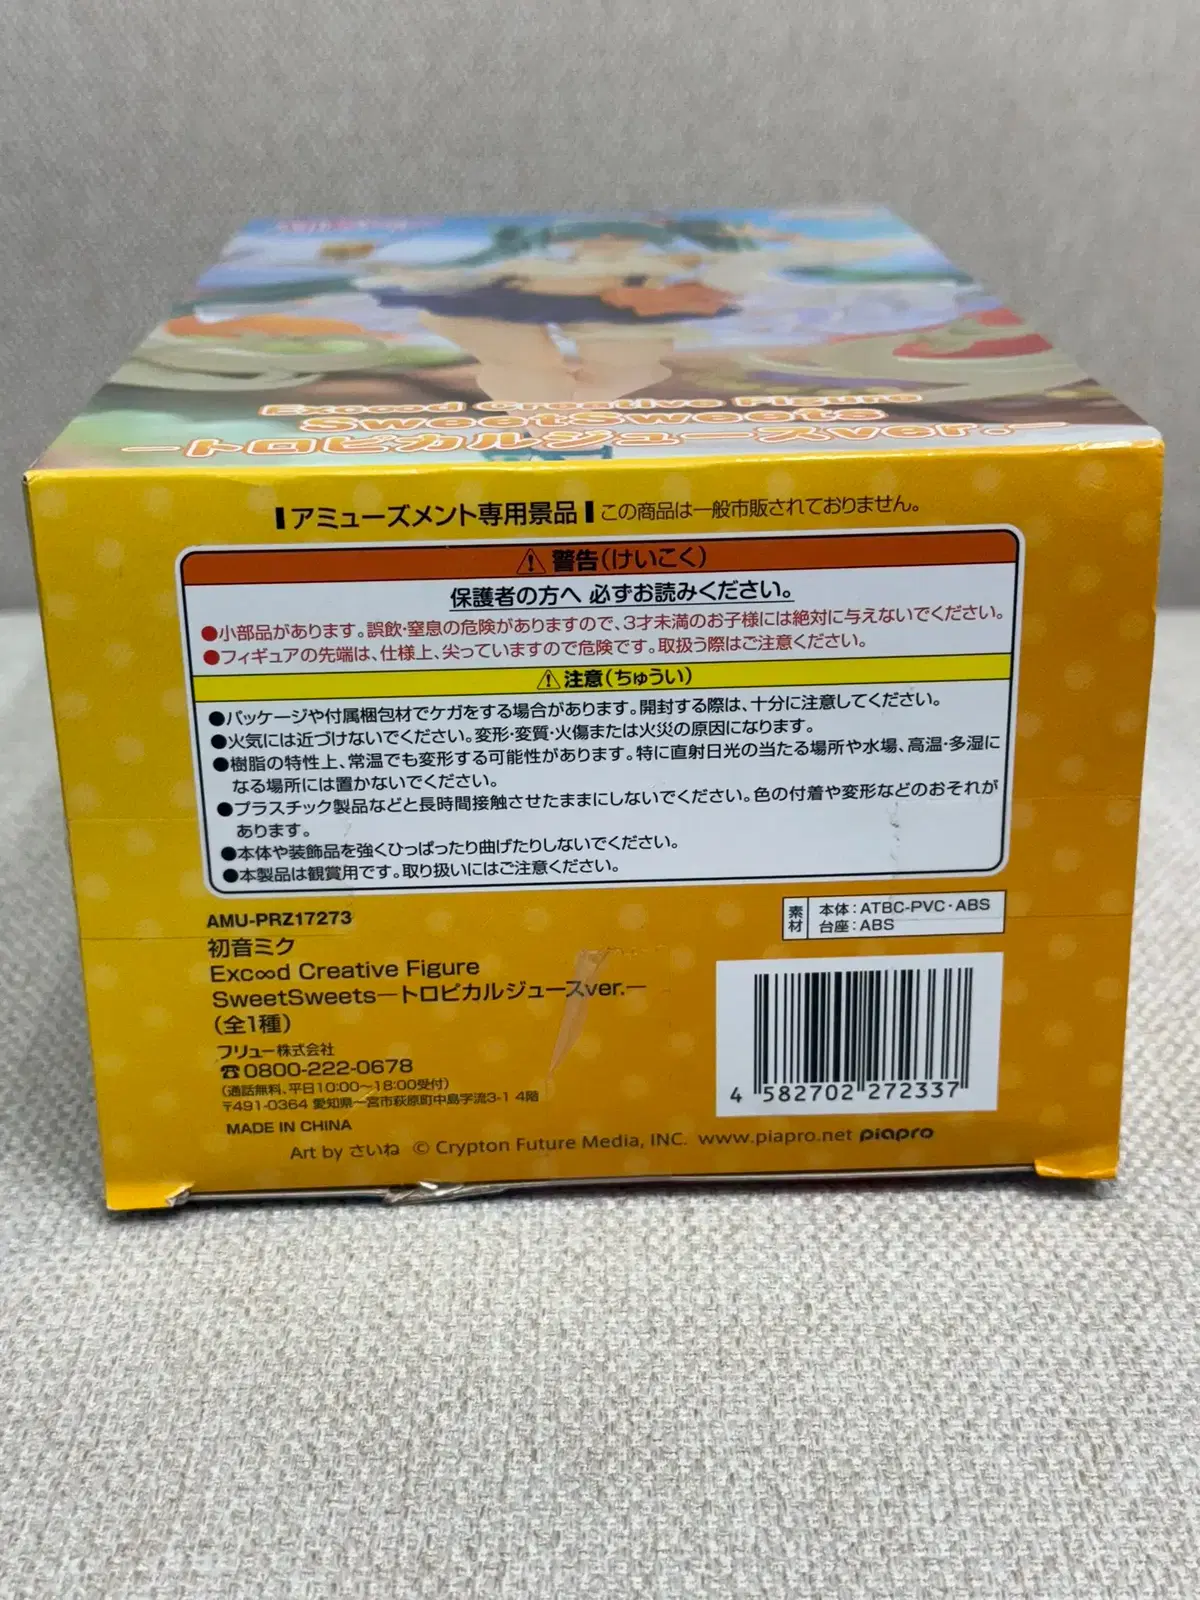 Exc∞d Creative Figure
SweetSweets
ートロピカルジュースver.ー
アミューズメント専用景品 この商品は一般市販されておりません。
警告(けいこく)
保護者の方へ 必ずお読みください。
●小部品があります。誤飲・窒息の危険がありますので、3才未満のお子様には絶対に与えないでください。
●フィギュアの先端は、仕様上、尖っていますので危険です。取扱う際はご注意ください。
注意(ちゅうい)
●パッケージや付属梱包材でケガをする場合があります。開封する際は、十分に注意してください。
●火気には近づけないでください。変形・変質・火傷または火災の原因になります。
●樹脂の特性上、常温でも変形する可能性があります。特に直射日光の当たる場所や水場、高温・多湿に
なる場所には置かないでください。
●プラスチック製品などと長時間接触させたままにしないでください。色の付着や変形などのおそれが
あります。
●本体や装飾品を強くひっぱったり曲げたりしないでください。
●本製品は観賞用です。取り扱いにはご注意ください。
AMU-PRZ17273
初音ミク
Exc∞d Creative Figure
SweetSweetsートロピカルジュースver.ー
(全1種)
フリュー株式会社
☎0800-222-0678
(通話無料、平日10:00～18:00受付)
〒491-0364 愛知県一宮市萩原町中島字流3-1 4階
MADE IN CHINA
素材
本体：ATBC-PVC・ABS
台座：ABS
4 582702 272337
Art by さいね © Crypton Future Media, INC. www.piapro.net piapro